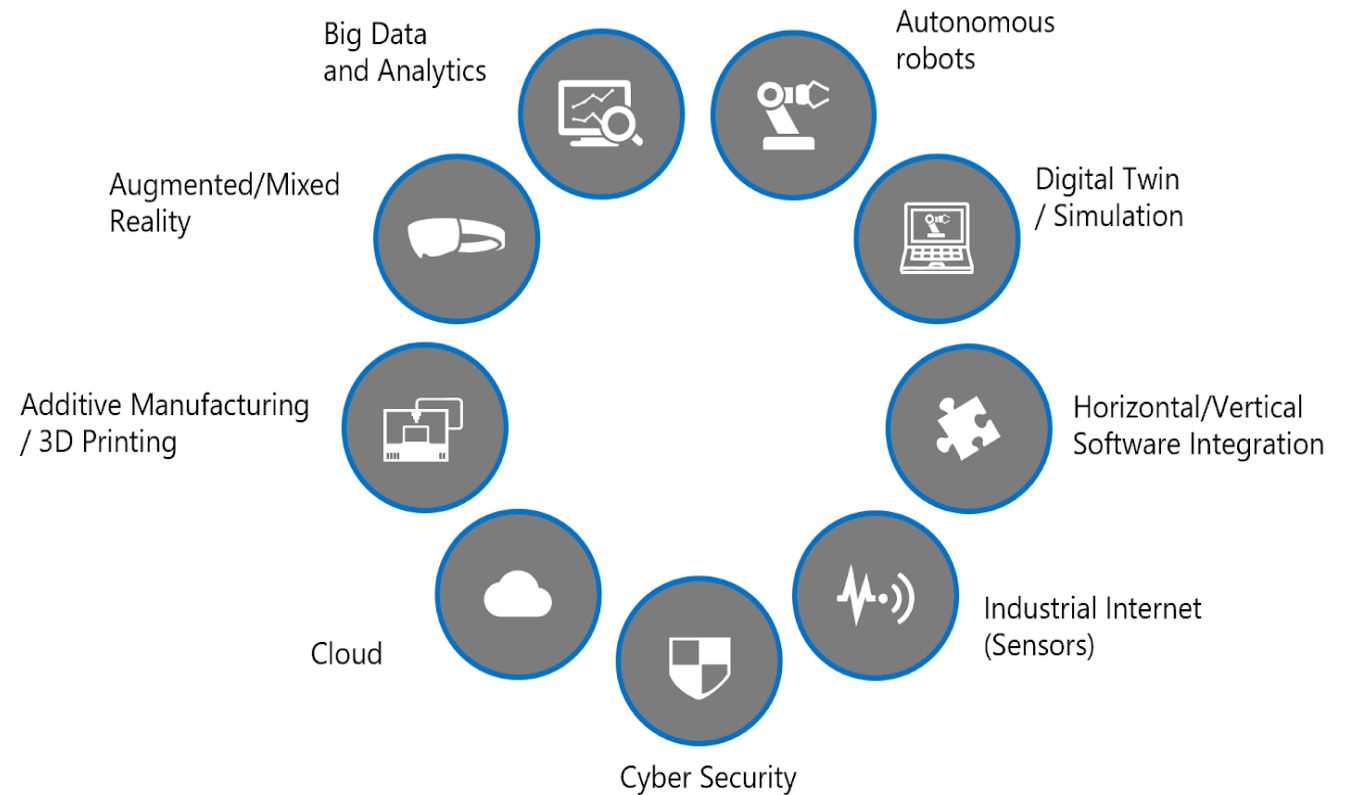 Big Data
and Analytics
Autonomous
robots
Augmented/Mixed
Reality
Digital Twin
/ Simulation
Additive Manufacturing
/ 3D Printing
Horizontal/Vertical
Software Integration
Cloud
Industrial Internet
(Sensors)
Cyber Security